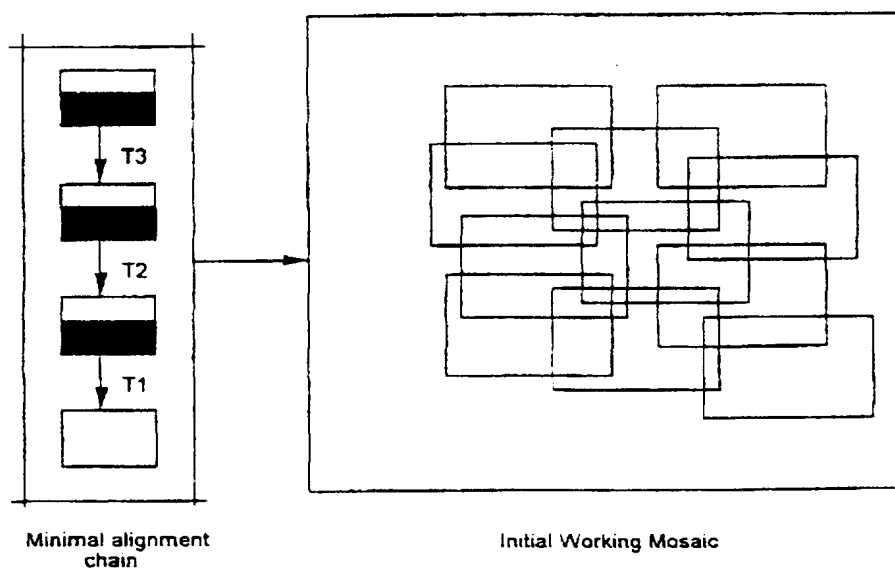 T3
T2
T1
Minimal alignment
chain
Initial Working Mosaic